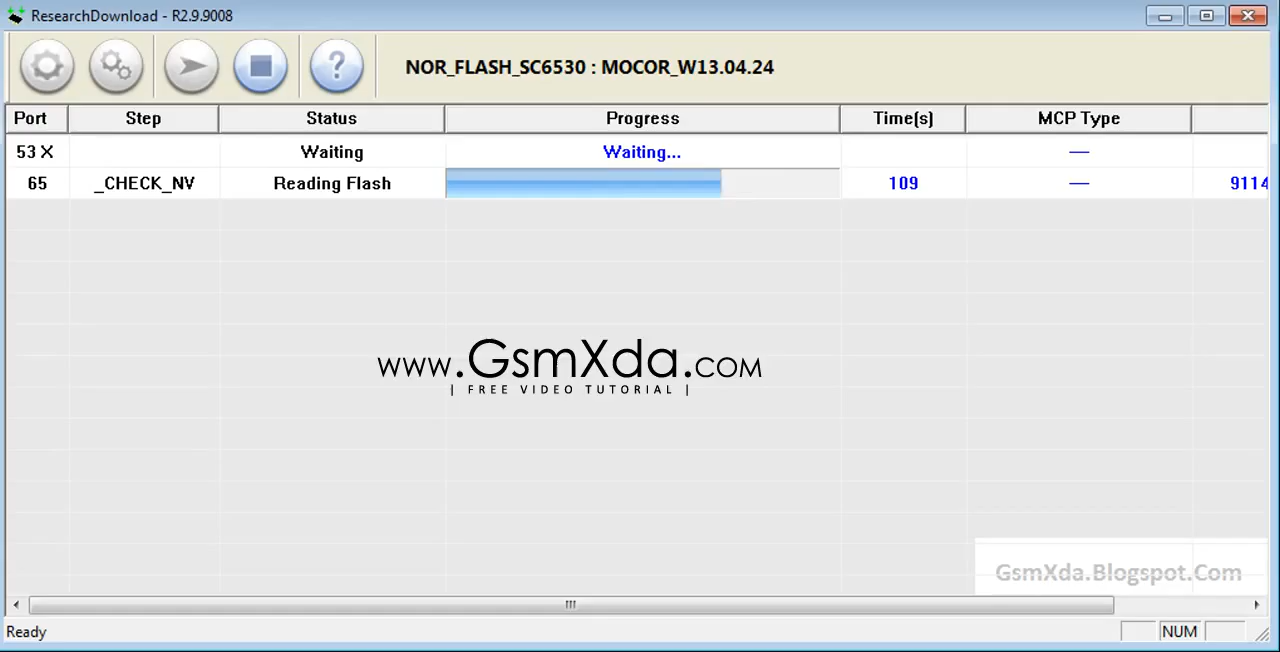 ResearchDownload - R2.9.9008
NOR_FLASH_SC6530 : MOCOR_W13.04.24
Port Step Status Progress Time(s) MCP Type
53 X Waiting Waiting... —
65 _CHECK_NV Reading Flash 109 — 9114
www.GsmXda.com
| FREE VIDEO TUTORIAL |
GsmXda.Blogspot.Com
Ready NUM